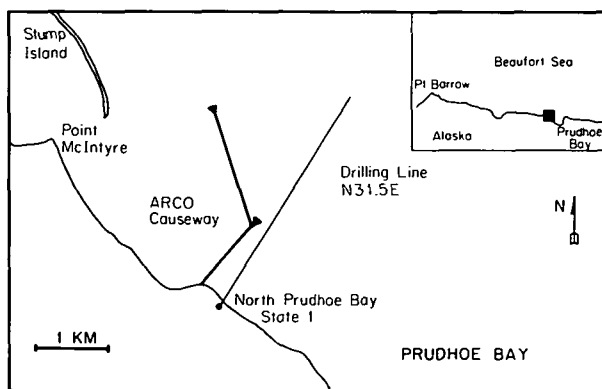 Stump
Island
Point
McIntyre
ARCO
Causeway
Drilling Line
N31.5E
North Prudhoe Bay
State 1
1 KM
PRUDHOE BAY
N
Beaufort Sea
Pt Barrow
Alaska
Prudhoe
Bay